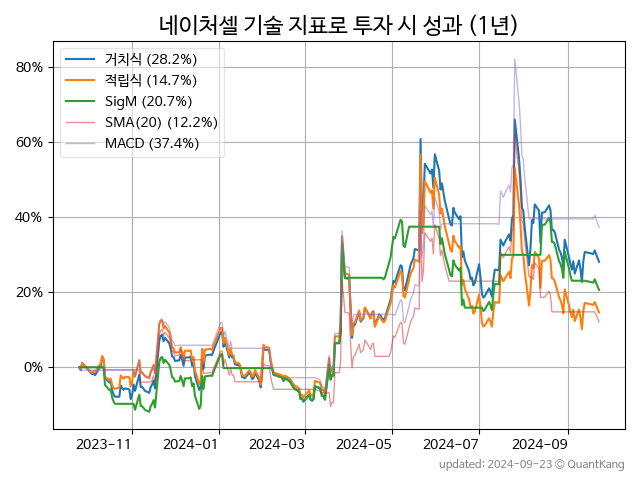 네이처셀 기술 지표로 투자 시 성과 (1년)
거치식 (28.2%)
적립식 (14.7%)
SigM (20.7%)
SMA(20) (12.2%)
MACD (37.4%)
80%
60%
40%
20%
0%
2023-11 2024-01 2024-03 2024-05 2024-07 2024-09
updated: 2024-09-23 @ QuantKang